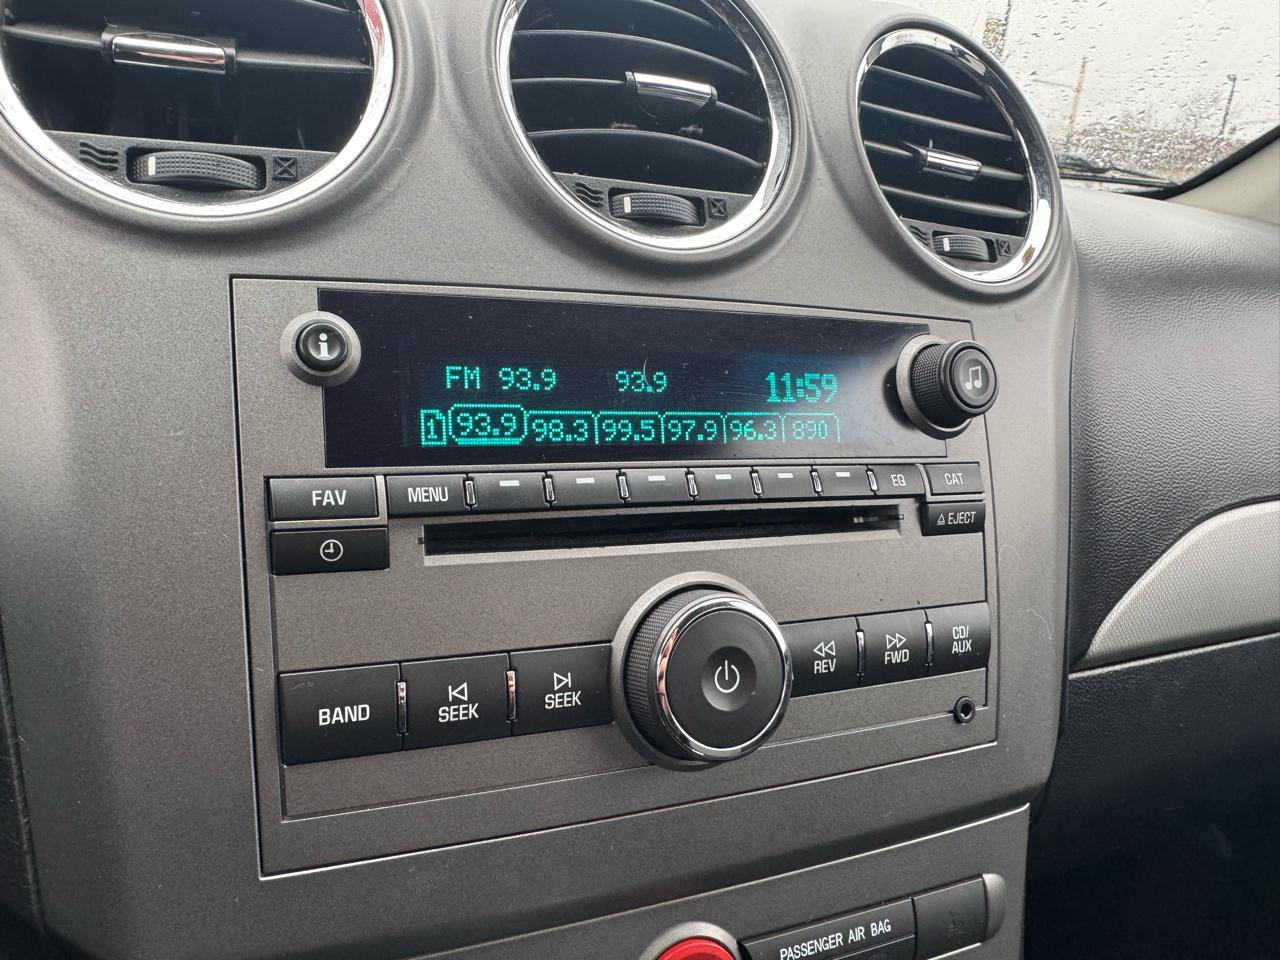 i
FM 93.9 93.9 11:59
1 93.9 98.3 99.5 97.9 96.3 890
FAV MENU EQ CAT
EJECT
BAND SEEK SEEK REV FWD CD/
AUX
PASSENGER AIR BAG